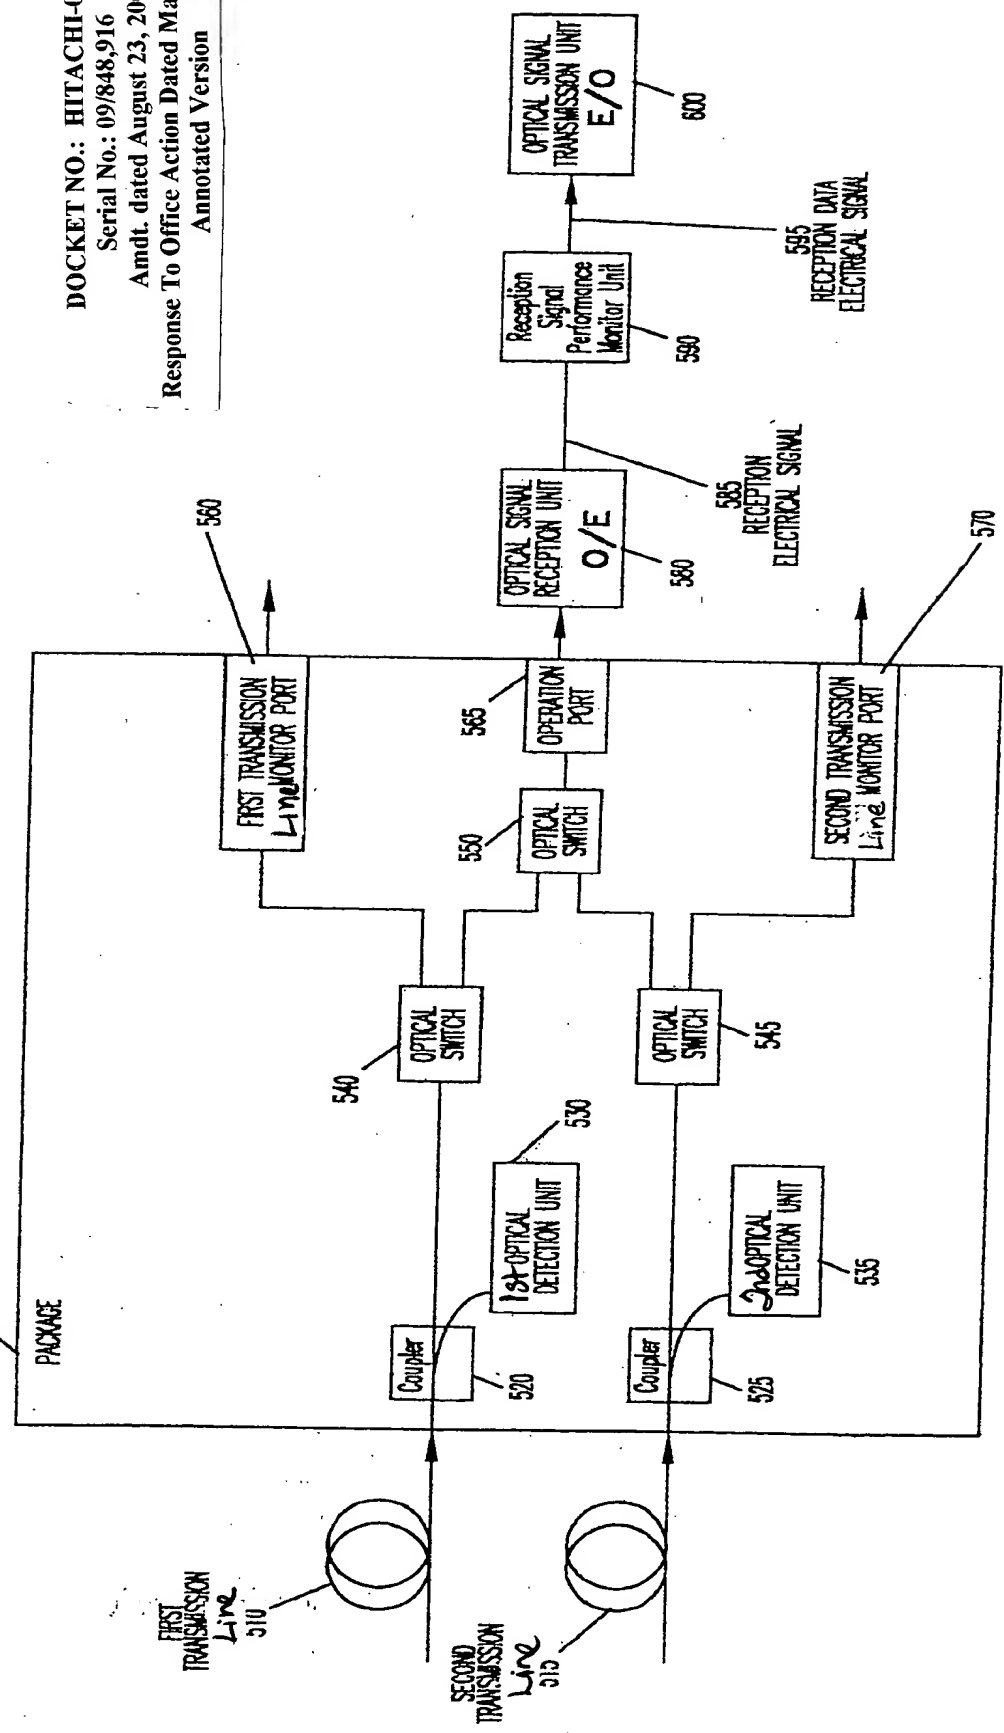 DOCKET NO.: HITACHI-
Serial No.: 09/848,916
Amdt. dated August 23, 20
Response To Office Action Dated Ma
Annotated Version
PACKAGE
FIRST
TRANSMISSION
Line
510
SECOND
TRANSMISSION
Line
515
Coupler
520
Coupler
525
1st OPTICAL
DETECTION UNIT
530
2nd OPTICAL
DETECTION UNIT
535
OPTICAL
SWITCH
540
OPTICAL
SWITCH
545
OPTICAL
SWITCH
550
FIRST TRANSMISSION
Line MONITOR PORT
560
OPERATION
PORT
565
SECOND TRANSMISSION
Line MONITOR PORT
570
OPTICAL SIGNAL
RECEPTION UNIT
O/E
580
585
RECEPTION
ELECTRICAL SIGNAL
Reception
Signal
Performance
Monitor Unit
590
595
RECEPTION DATA
ELECTRICAL SIGNAL
OPTICAL SIGNAL
TRANSMISSION UNIT
E/O
600